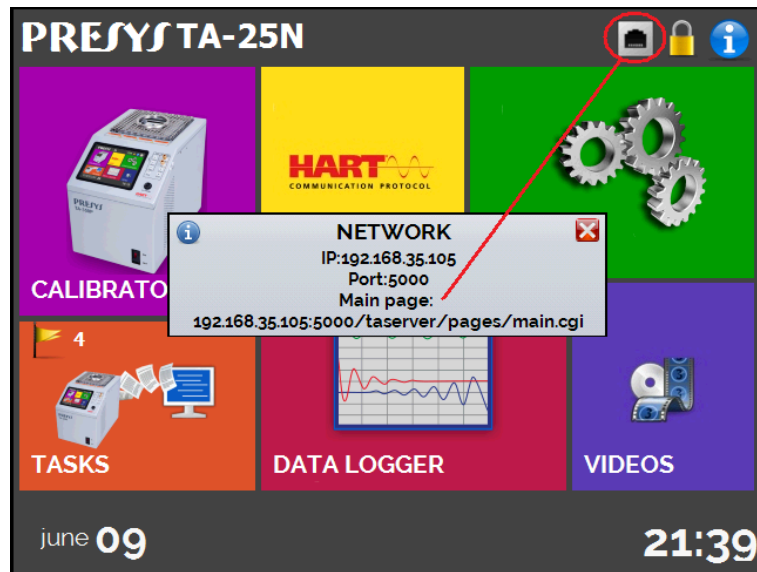 PRESYS TA-25N
HART
COMMUNICATION PROTOCOL
PRESYS
NETWORK
IP:192.168.35.105
Port:5000
Main page:
192.168.35.105:5000/taserver/pages/main.cgi
CALIBRATO
4
TASKS
DATA LOGGER
VIDEOS
june 09
21:39